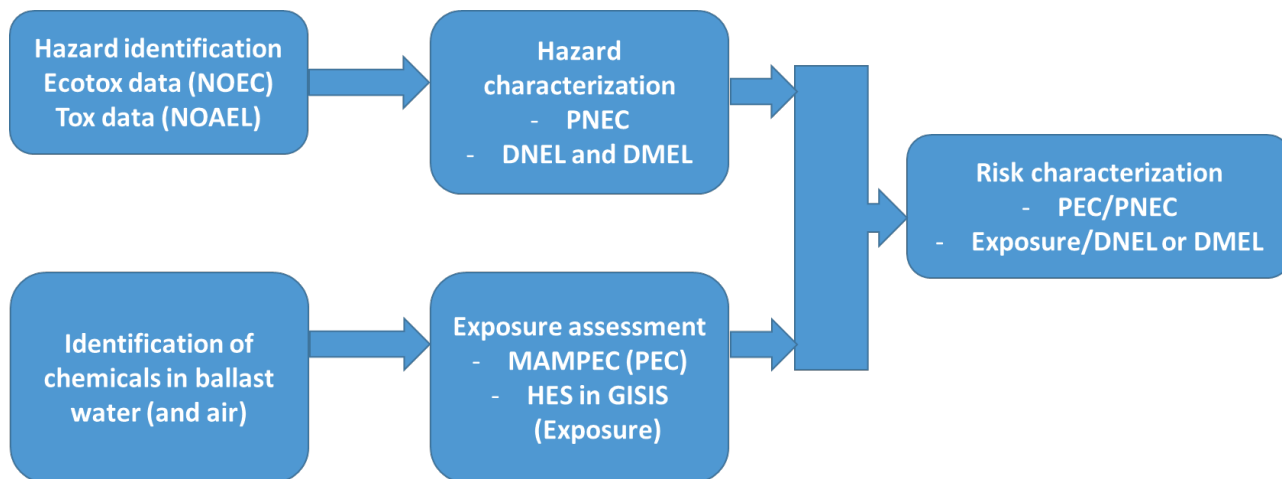 Hazard identification
Ecotox data (NOEC)
Tox data (NOAEL)
Hazard
characterization
- PNEC
- DNEL and DMEL
Risk characterization
- PEC/PNEC
- Exposure/DNEL or DMEL
Identification of
chemicals in ballast
water (and air)
Exposure assessment
- MAMPEC (PEC)
- HES in GISIS
(Exposure)